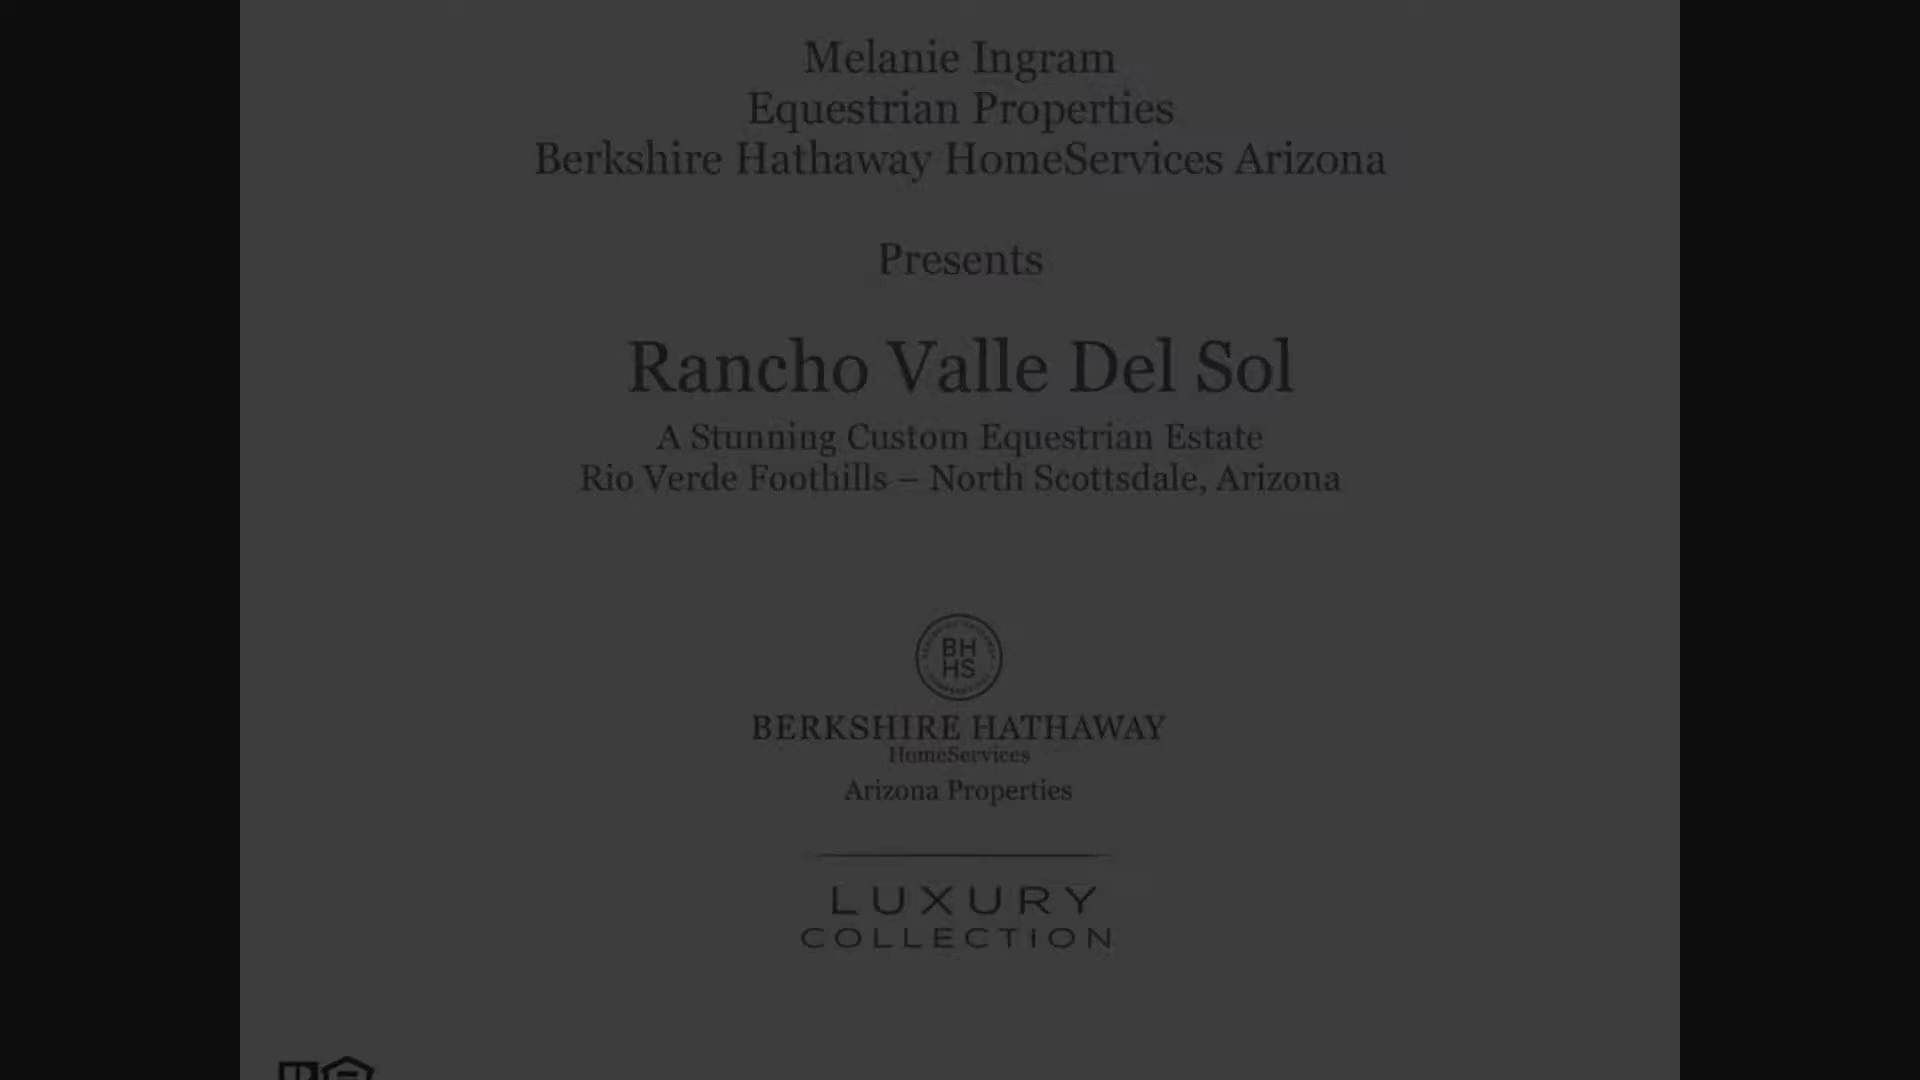 Melanie Ingram
Equestrian Properties
Berkshire Hathaway HomeServices Arizona
Presents
Rancho Valle Del Sol
A Stunning Custom Equestrian Estate
Rio Verde Foothills – North Scottsdale, Arizona
BH
HS
BERKSHIRE HATHAWAY
HomeServices
Arizona Properties
LUXURY
COLLECTION